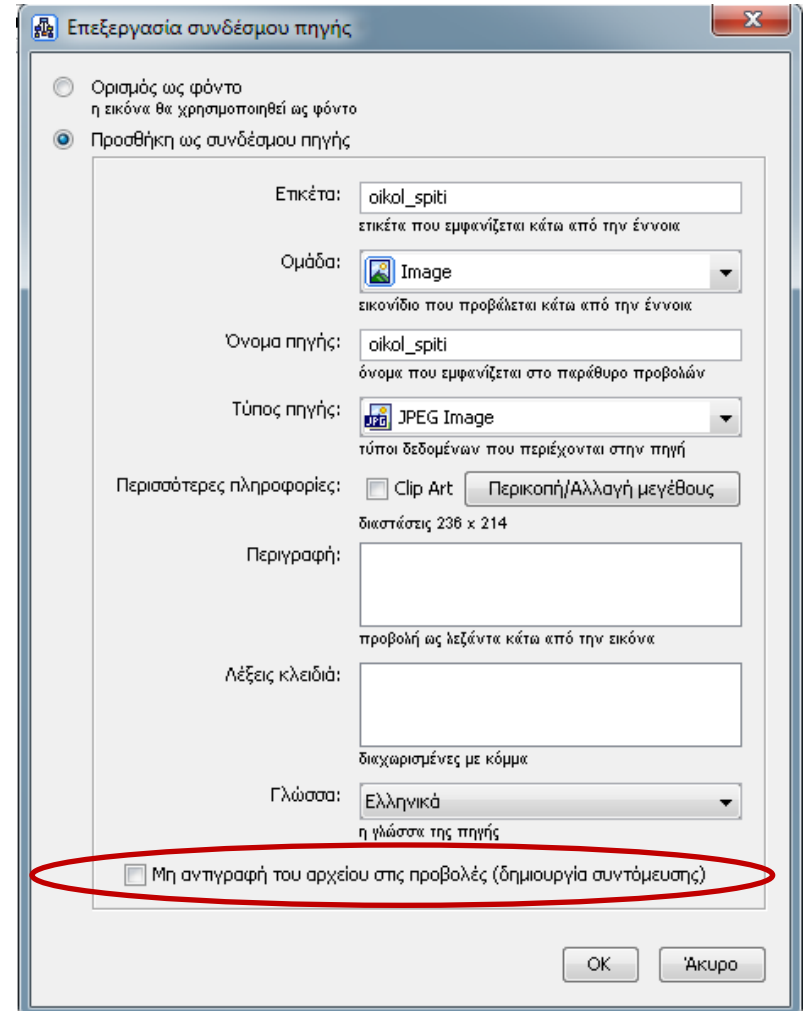 Επεξεργασία συνδέσμου πηγής
Ορισμός ως φόντο
η εικόνα θα χρησιμοποιηθεί ως φόντο
Προσθήκη ως συνδέσμου πηγής
Ετικέτα: oikol_spiti
ετικέτα που εμφανίζεται κάτω από την έννοια
Ομάδα: Image
εικονίδιο που προβάλεται κάτω από την έννοια
Όνομα πηγής: oikol_spiti
όνομα που εμφανίζεται στο παράθυρο προβολών
Τύπος πηγής: JPG JPEG Image
τύποι δεδομένων που περιέχονται στην πηγή
Περισσότερες πληροφορίες: Clip Art Περικοπή/Αλλαγή μεγέθους
διαστάσεις 236 x 214
Περιγραφή:
προβολή ως λεζάντα κάτω από την εικόνα
Λέξεις κλειδιά:
διαχωρισμένες με κόμμα
Γλώσσα: Ελληνικά
η γλώσσα της πηγής
Μη αντιγραφή του αρχείου στις προβολές (δημιουργία συντόμευσης)
OK Άκυρο